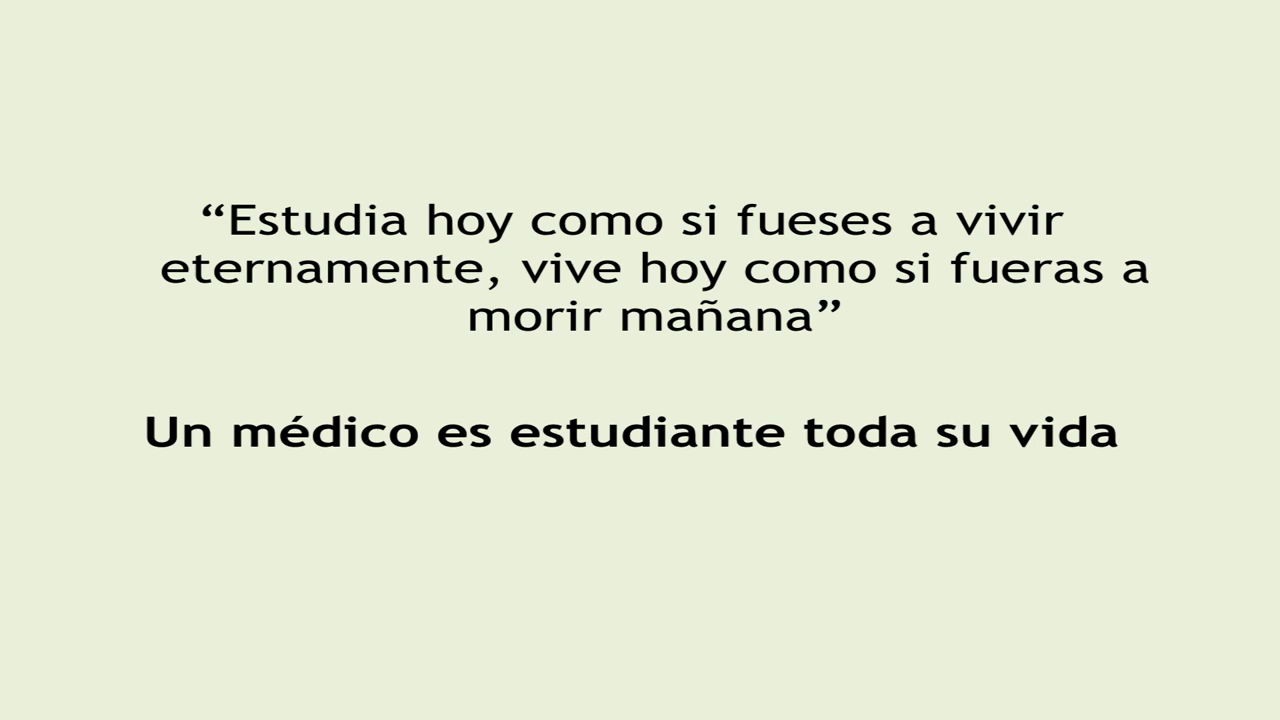 “Estudia hoy como si fueses a vivir
eternamente, vive hoy como si fueras a
morir mañana”
Un médico es estudiante toda su vida